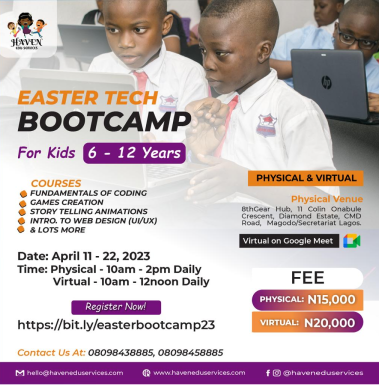 HAVEN
EDU SERVICES
hp
EASTER TECH
BOOTCAMP
For Kids 6 - 12 Years
COURSES
FUNDAMENTALS OF CODING
GAMES CREATION
STORY TELLING ANIMATIONS
INTRO. TO WEB DESIGN (UI/UX)
& LOTS MORE
PHYSICAL & VIRTUAL
Physical Venue
8thGear Hub, 11 Colin Onabule
Crescent, Diamond Estate, CMD
Road, Magodo/Secretariat Lagos.
Virtual on Google Meet
Date: April 11 - 22, 2023
Time: Physical - 10am - 2pm Daily
Virtual - 10am - 12noon Daily
Register Now!
https://bit.ly/easterbootcamp23
FEE
PHYSICAL: N15,000
VIRTUAL: N20,000
Contact Us At: 08098438885, 08098458885
hello@haveneduservices.com
www.haveneduservices.com
@haveneduservices